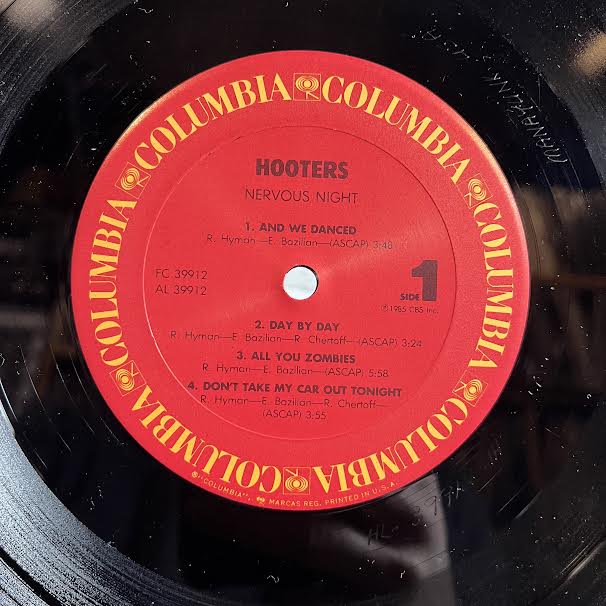 COLUMBIA COLUMBIA COLUMBIA COLUMBIA COLUMBIA COLUMBIA
HOOTERS
NERVOUS NIGHT
1. AND WE DANCED
R. Hyman—E. Bazilian—(ASCAP) 3:48
FC 39912
AL 39912
SIDE 1
℗1985 CBS Inc.
2. DAY BY DAY
R. Hyman—E. Bazilian—R. Chertoff—(ASCAP) 3:24
3. ALL YOU ZOMBIES
R. Hyman—E. Bazilian—(ASCAP) 5:58
4. DON'T TAKE MY CAR OUT TONIGHT
R. Hyman—E. Bazilian—R. Chertoff—
(ASCAP) 3:55
"COLUMBIA", MARCAS REG. PRINTED IN U.S.A.